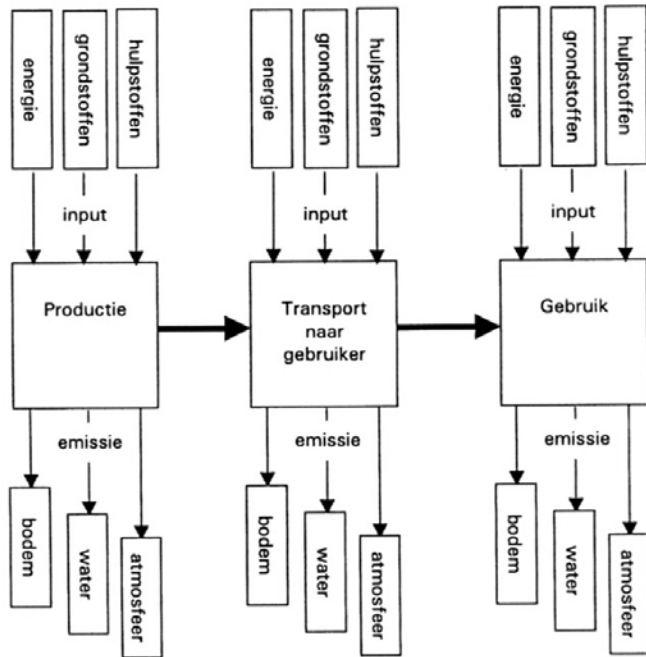 energie
grondstoffen
hulpstoffen
energie
grondstoffen
hulpstoffen
energie
grondstoffen
hulpstoffen
input
input
input
Productie
Transport
naar
gebruiker
Gebruik
emissie
emissie
emissie
bodem
water
atmosfeer
bodem
water
atmosfeer
bodem
water
atmosfeer